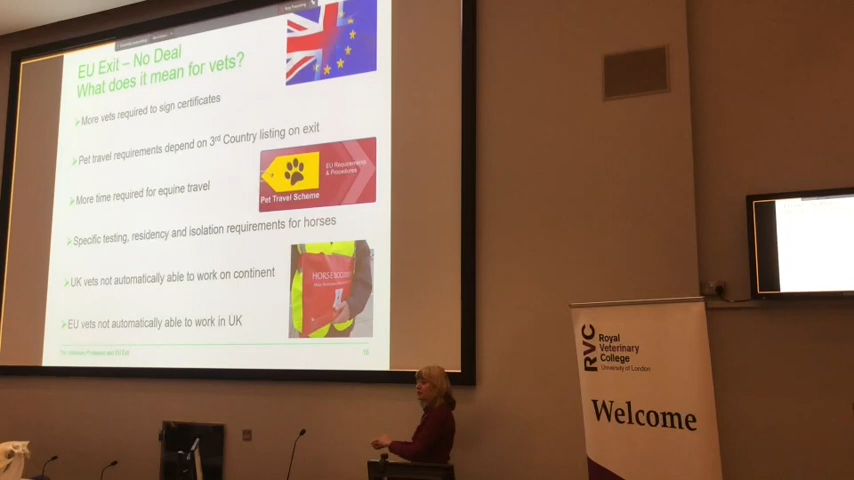 EU Exit – No Deal
What does it mean for vets?
➢More vets required to sign certificates
➢Pet travel requirements depend on 3rd Country listing on exit
➢More time required for equine travel
➢Specific testing, residency and isolation requirements for horses
➢UK vets not automatically able to work on continent
➢EU vets not automatically able to work in UK
EU Requirements
& Procedures
Pet Travel Scheme
16
RVC
Royal
Veterinary
College
University of London
Welcome